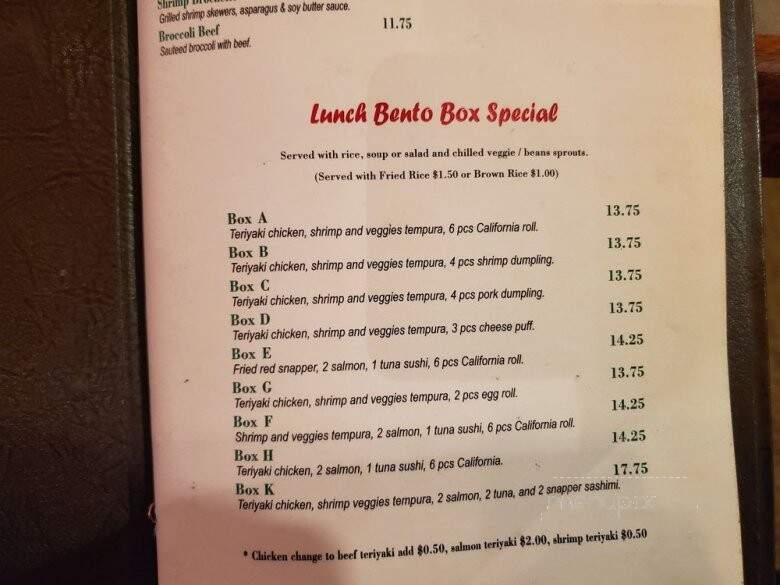 Shrimp
Grilled shrimp skewers, asparagus & soy butter sauce.
Broccoli Beef 11.75
Sauteed broccoli with beef.
Lunch Bento Box Special
Served with rice, soup or salad and chilled veggie / beans sprouts.
(Served with Fried Rice $1.50 or Brown Rice $1.00)
Box A 13.75
Teriyaki chicken, shrimp and veggies tempura, 6 pcs California roll.
Box B 13.75
Teriyaki chicken, shrimp and veggies tempura, 4 pcs shrimp dumpling.
Box C 13.75
Teriyaki chicken, shrimp and veggies tempura, 4 pcs pork dumpling.
Box D 13.75
Teriyaki chicken, shrimp and veggies tempura, 3 pcs cheese puff.
Box E 14.25
Fried red snapper, 2 salmon, 1 tuna sushi, 6 pcs California roll.
Box G 13.75
Teriyaki chicken, shrimp and veggies tempura, 2 pcs egg roll.
Box F 14.25
Shrimp and veggies tempura, 2 salmon, 1 tuna sushi, 6 pcs California roll.
Box H 14.25
Teriyaki chicken, 2 salmon, 1 tuna sushi, 6 pcs California.
Box K 17.75
Teriyaki chicken, shrimp veggies tempura, 2 salmon, 2 tuna, and 2 snapper sashimi.
* Chicken change to beef teriyaki add $0.50, salmon teriyaki $2.00, shrimp teriyaki $0.50